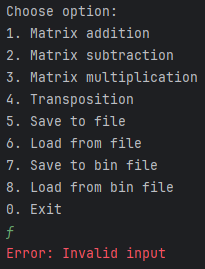 Choose option:
1. Matrix addition
2. Matrix subtraction
3. Matrix multiplication
4. Transposition
5. Save to file
6. Load from file
7. Save to bin file
8. Load from bin file
0. Exit
f
Error: Invalid input